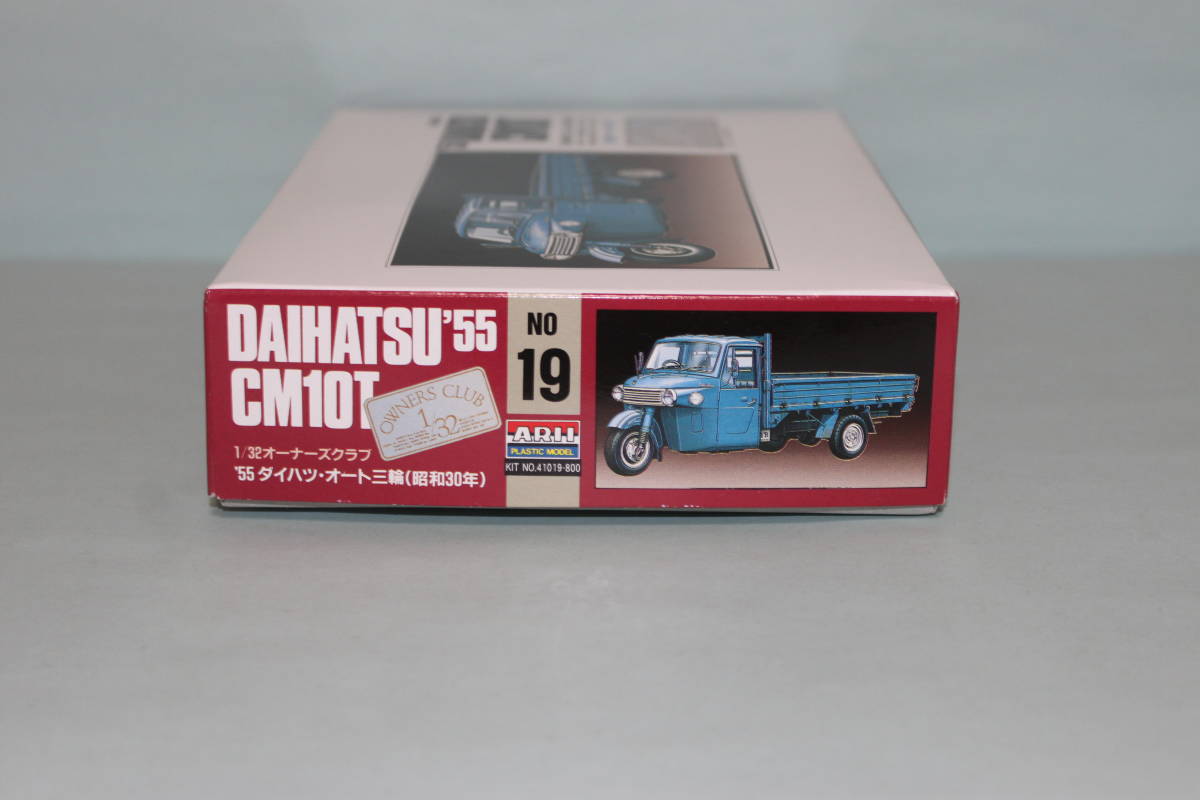 DAIHATSU'55
CM10T
OWNERS CLUB
1/32
1/32オーナーズクラブ
'55 ダイハツ・オート三輪(昭和30年)
NO
19
ARII
PLASTIC MODEL
KIT NO.41019-800